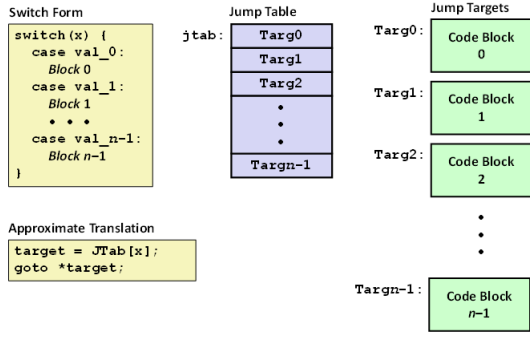 Switch Form
switch(x) {
case val_0:
Block 0
case val_1:
Block 1
• • •
case val_n-1:
Block n–1
}
Approximate Translation
target = JTab[x];
goto *target;
Jump Table
jtab:
Targ0
Targ1
Targ2
•
•
•
Targn-1
Jump Targets
Targ0:
Code Block
0
Targ1:
Code Block
1
Targ2:
Code Block
2
•
•
•
Targn-1:
Code Block
n–1